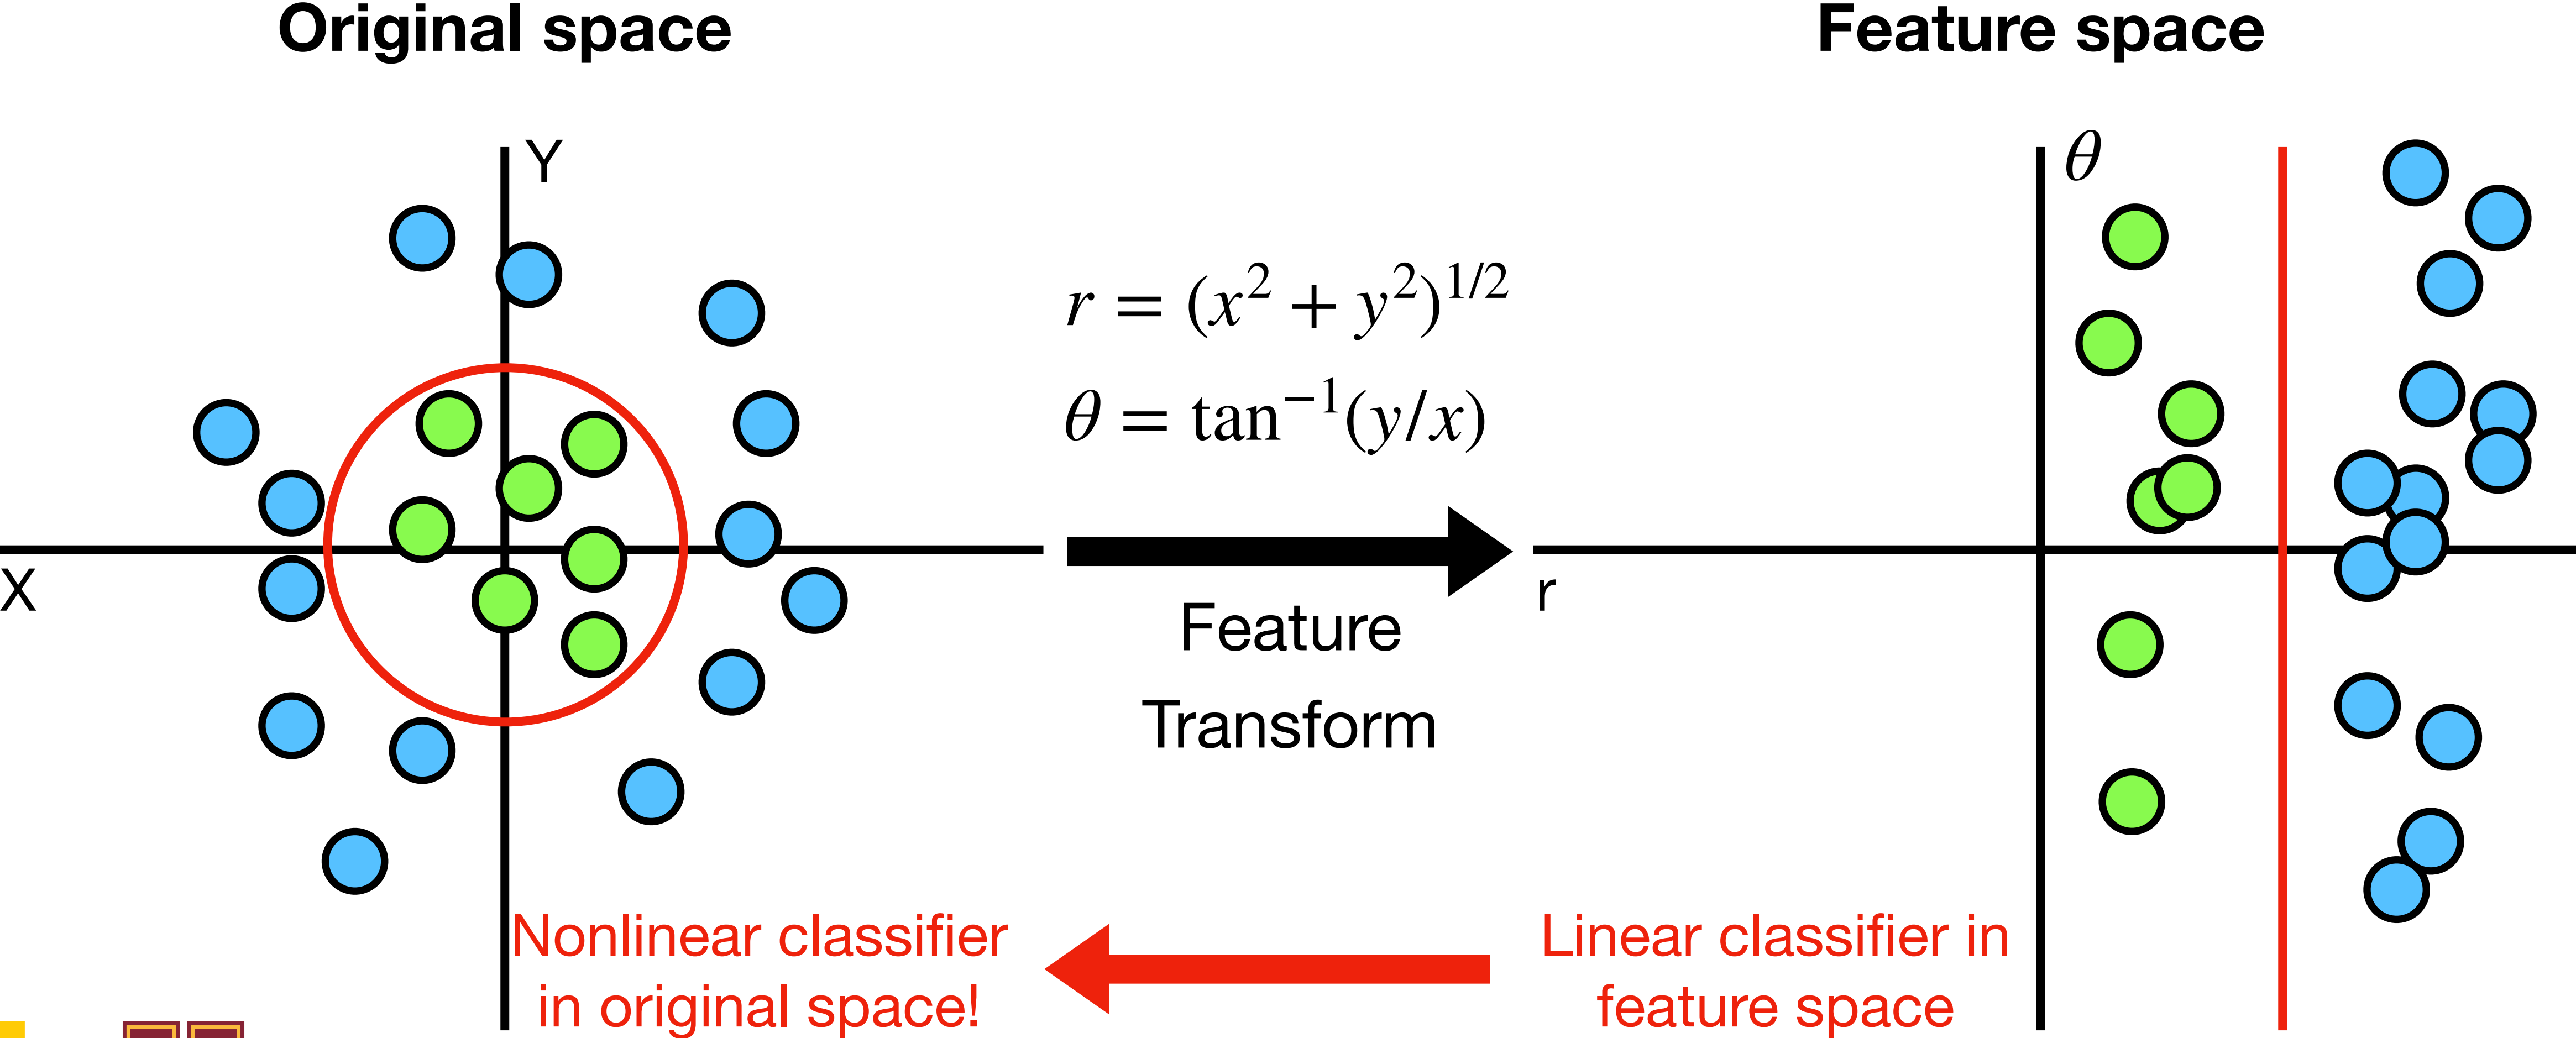 Original space
Feature space
Y
θ
r = (x² + y²)^{1/2}
θ = tan⁻¹(y/x)
X
r
Feature
Transform
Nonlinear classifier
in original space!
Linear classifier in
feature space